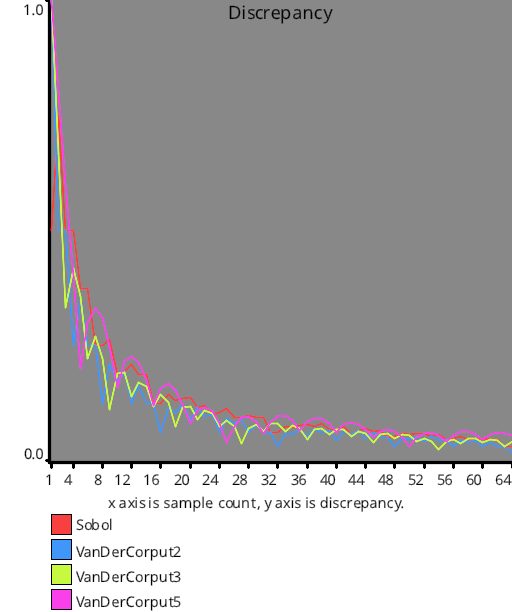 Discrepancy
1.0
0.0
1 4 8 12 16 20 24 28 32 36 40 44 48 52 56 60 64
x axis is sample count, y axis is discrepancy.
Sobol
VanDerCorput2
VanDerCorput3
VanDerCorput5